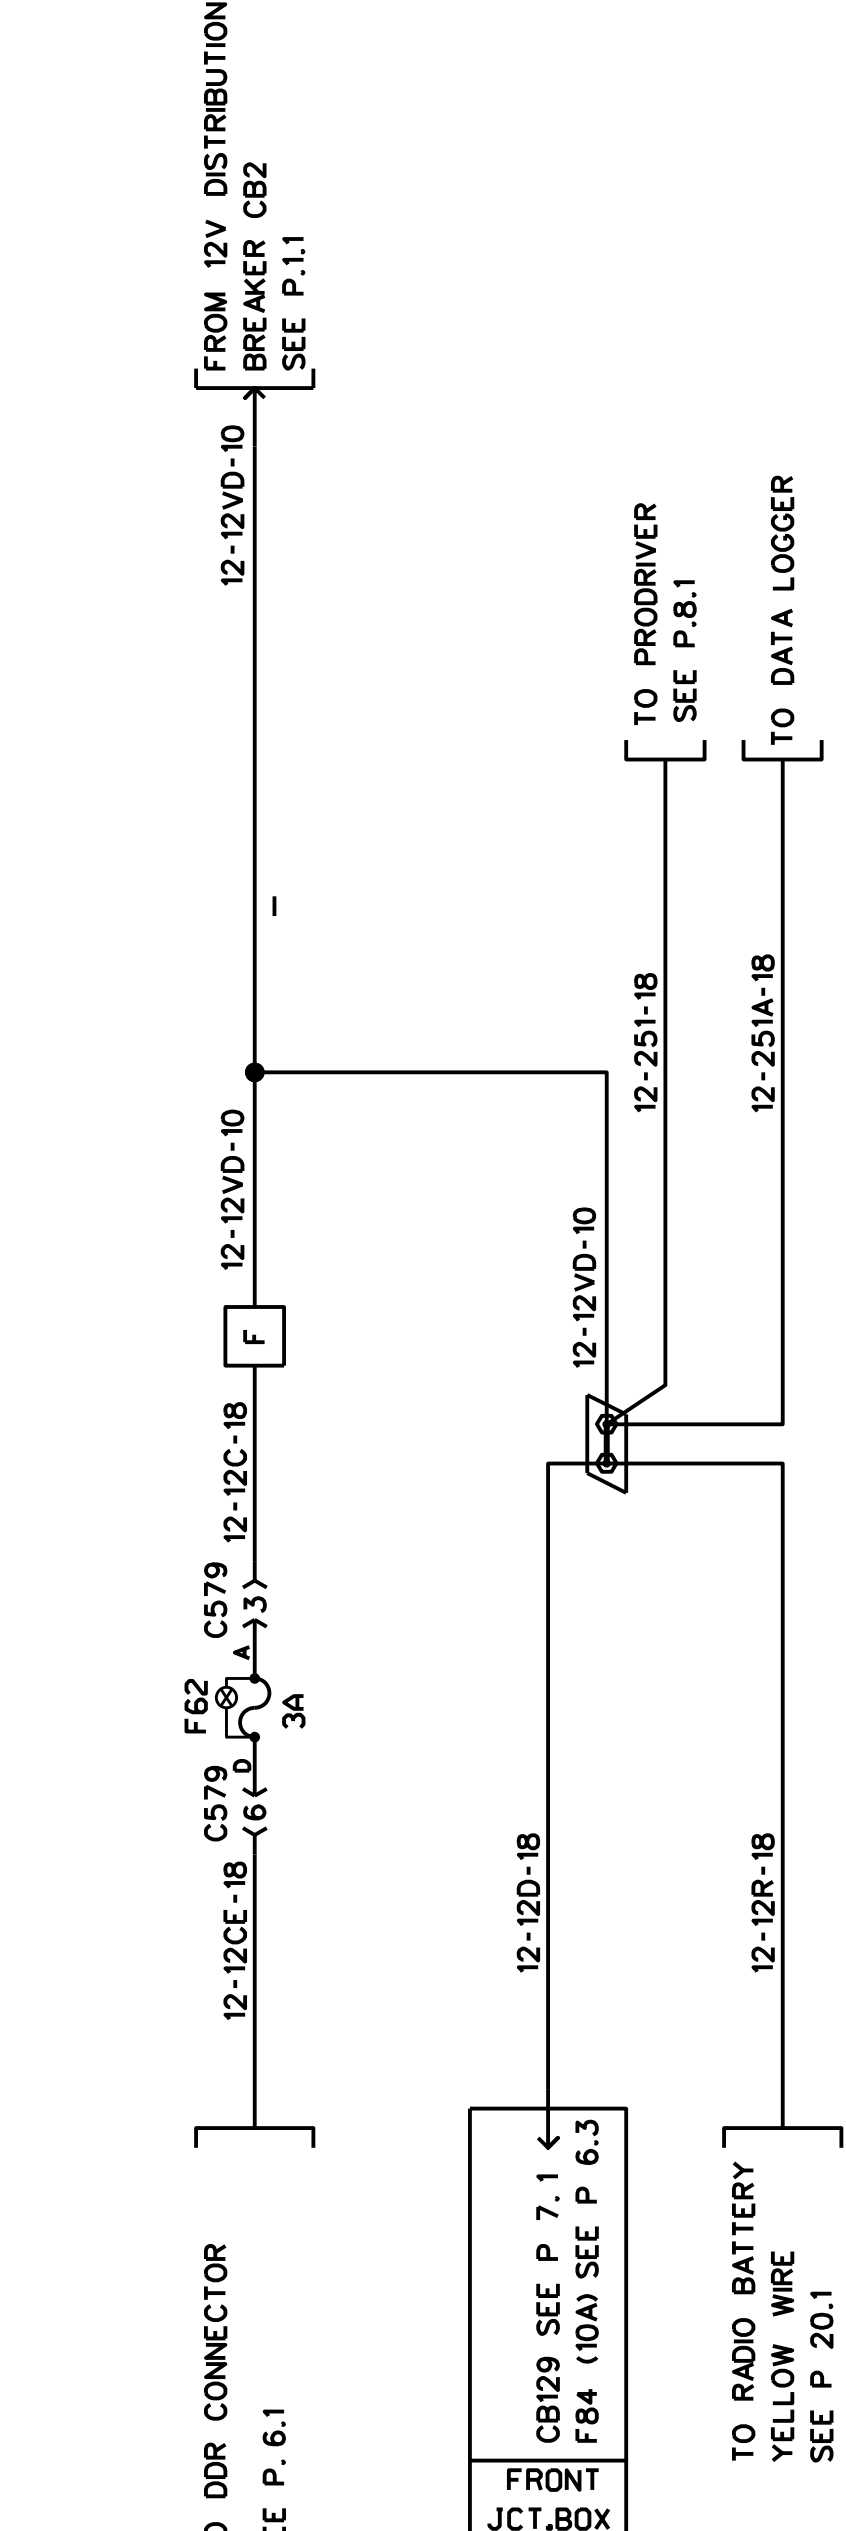 FROM 12V DISTRIBUTION
BREAKER CB2
SEE P.1.1
12-12VD-10
TO PRODRIVER
SEE P.8.1
TO DATA LOGGER
12-251-18
12-251A-18
12-12VD-10
12-12VD-10
F
12-12C-18
C579
3
A
F62
3A
D
C579
6
12-12CE-18
12-12D-18
12-12R-18
DDR CONNECTOR
P. 6.1
CB129 SEE P 7. 1
F84 (10A) SEE P 6.3
FRONT
JCT.BOX
TO RADIO BATTERY
YELLOW WIRE
SEE P 20.1